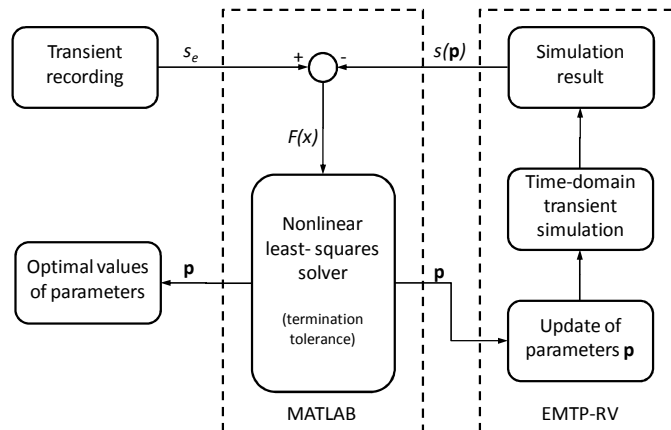 Transient
recording
s_e
+
-
s(p)
Simulation
result
F(x)
Time-domain
transient
simulation
Nonlinear
least- squares
solver
(termination
tolerance)
Optimal values
of parameters
p
p
Update of
parameters p
MATLAB
EMTP-RV